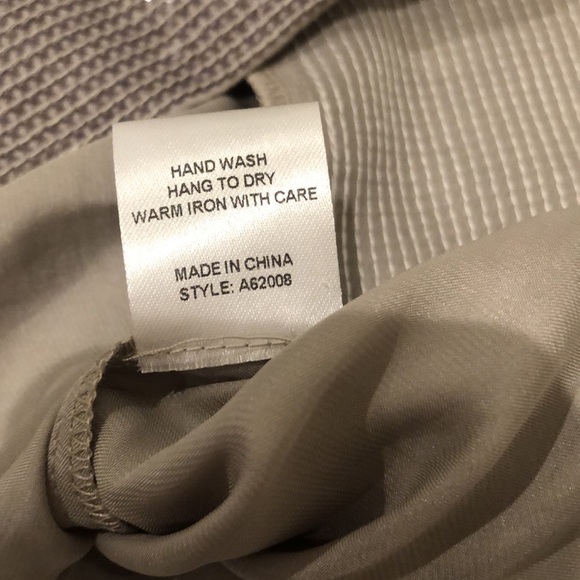 HAND WASH
HANG TO DRY
WARM IRON WITH CARE
MADE IN CHINA
STYLE: A62008